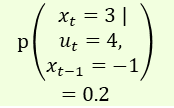 p(x_t = 3 |
u_t = 4,
x_{t-1} = -1)
= 0.2